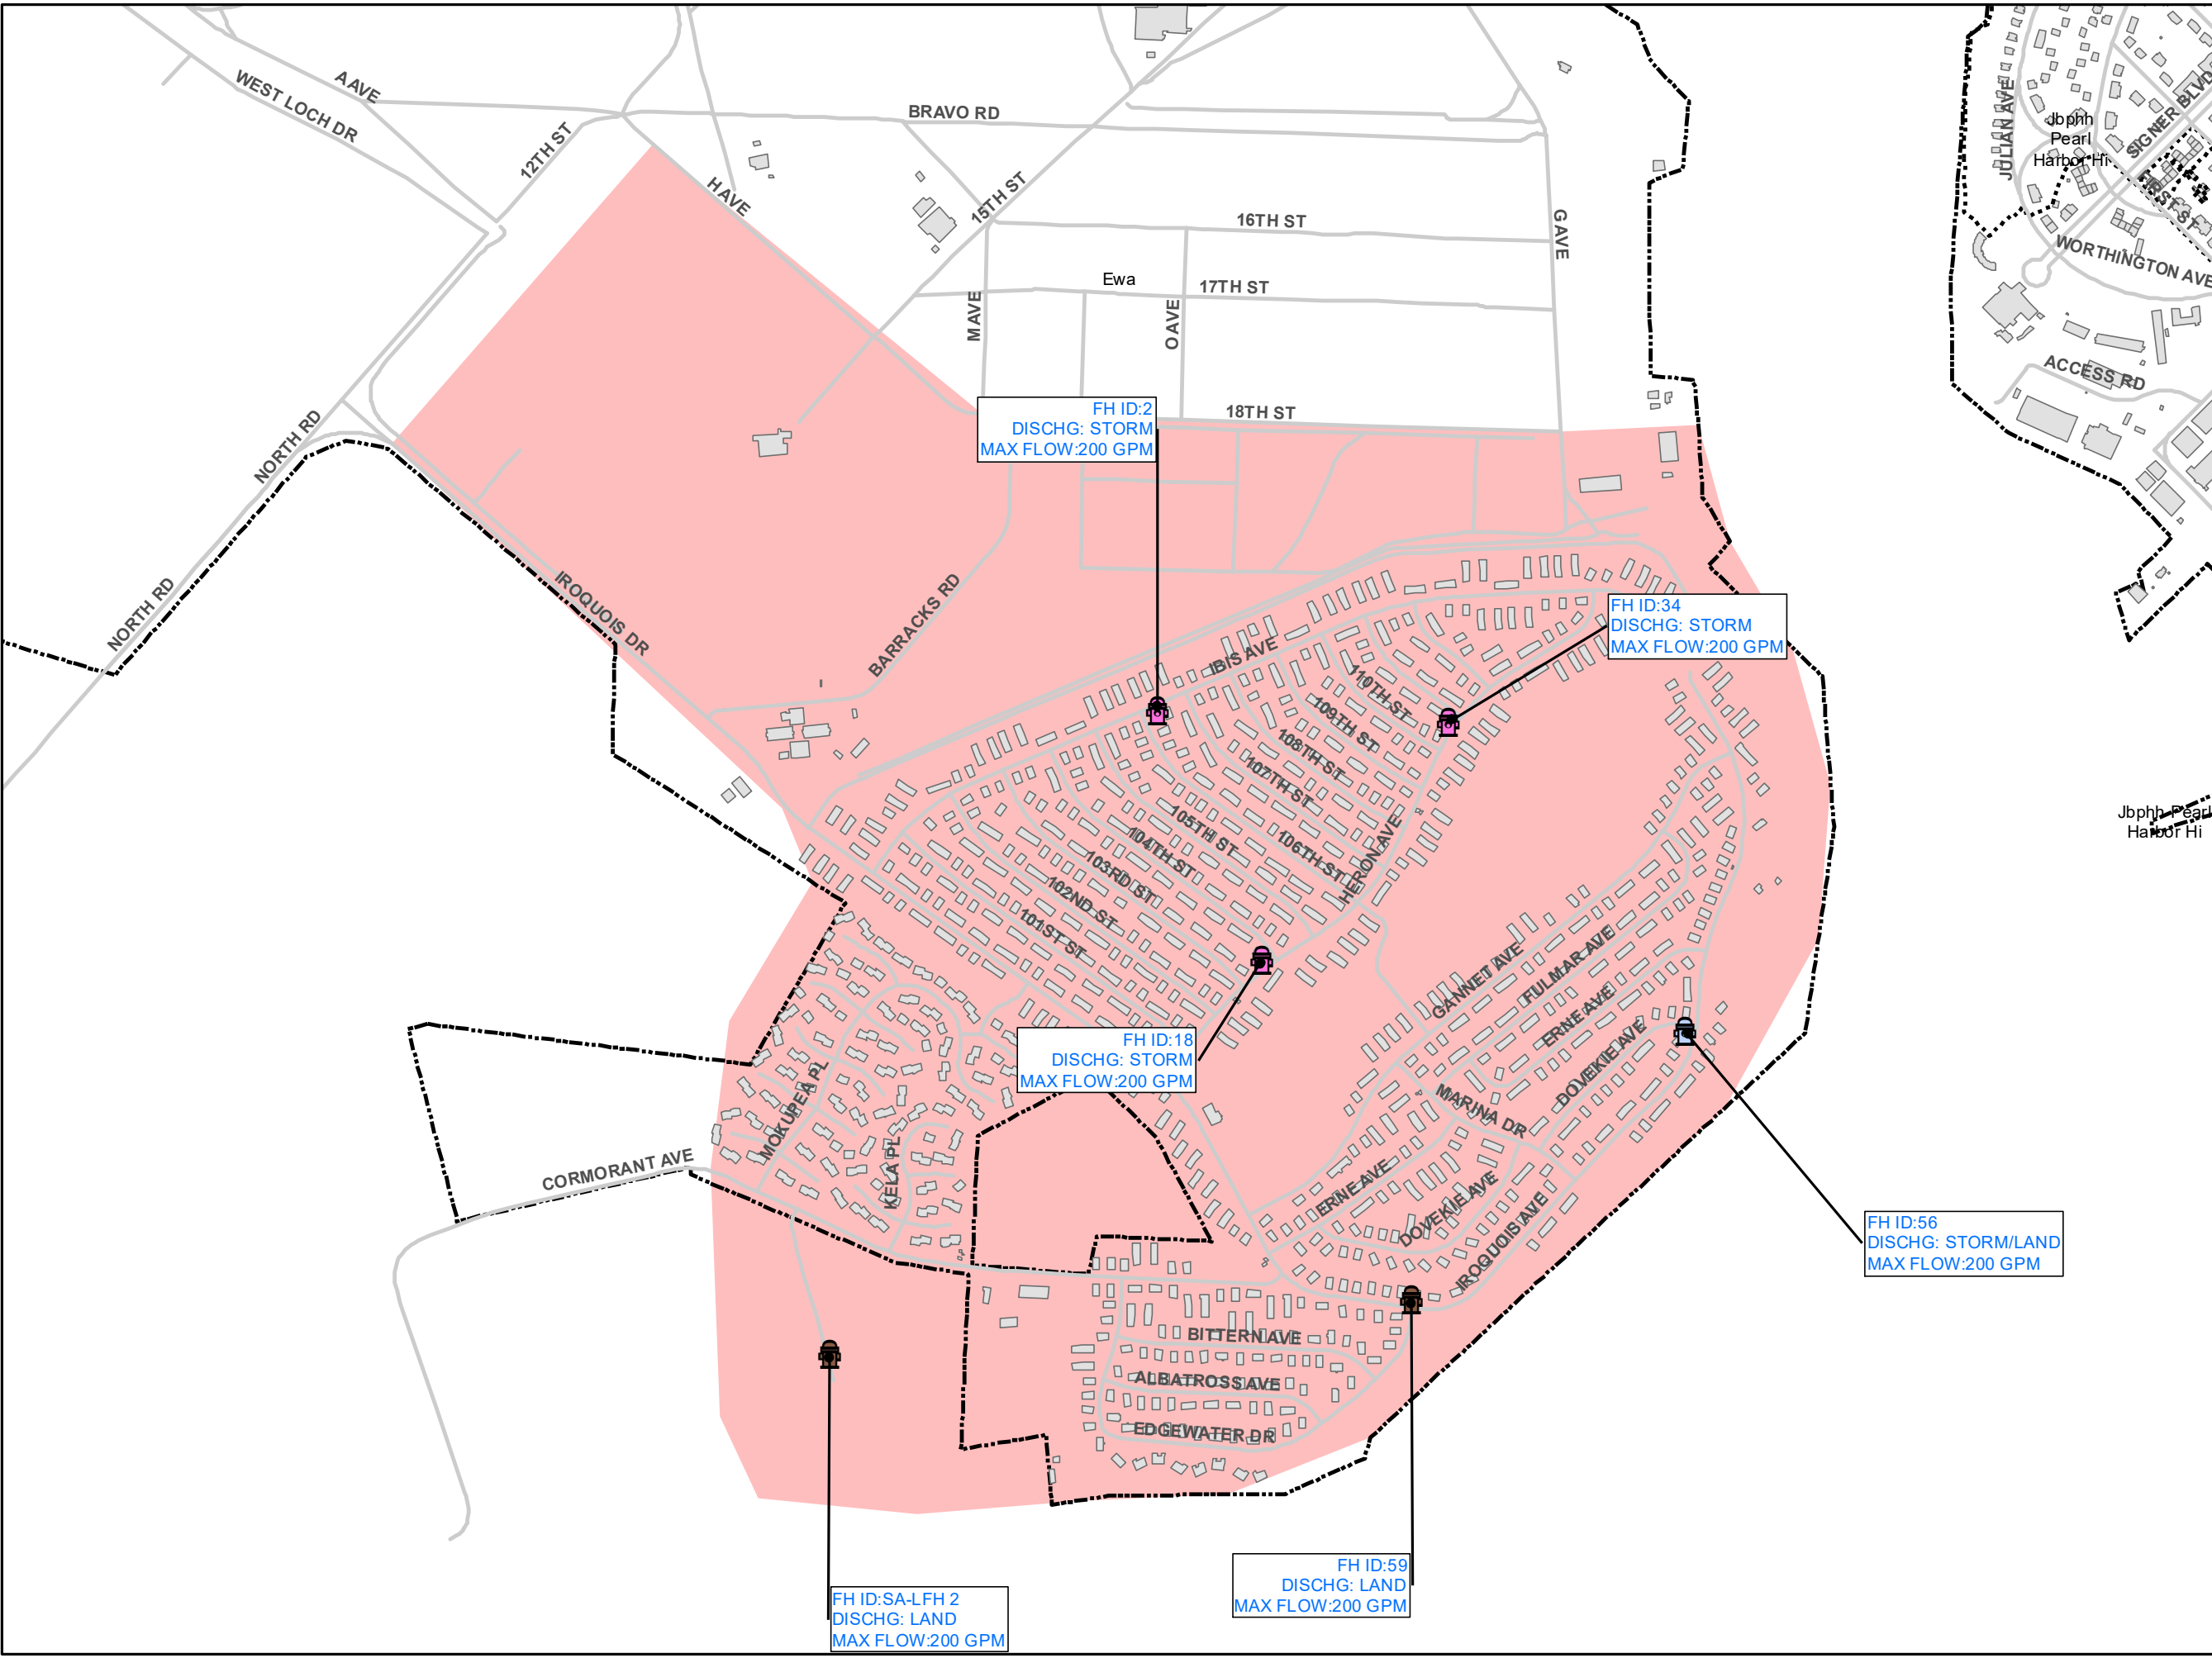 A AVE
WEST LOCH DR
12TH ST
BRAVO RD
H AVE
15TH ST
16TH ST
G AVE
Ewa
17TH ST
M AVE
O AVE
18TH ST
JULIAN AVE
Jbphh
Pearl
Harbor Hi
SIGNER BLVD
WORTHINGTON AVE
ACCESS RD
NORTH RD
NORTH RD
IROQUOIS DR
BARRACKS RD
FH ID:2
DISCHG: STORM
MAX FLOW:200 GPM
FH ID:34
DISCHG: STORM
MAX FLOW:200 GPM
IBIS AVE
110TH ST
109TH ST
108TH ST
107TH ST
106TH ST
105TH ST
104TH ST
103RD ST
102ND ST
101ST ST
HERON AVE
Jbphh Pearl
Harbor Hi
GANNET AVE
FULMAR AVE
ERNE AVE
DOVEKIE AVE
MARINA DR
FH ID:18
DISCHG: STORM
MAX FLOW:200 GPM
MOKUPEA PL
KELA PL
CORMORANT AVE
ERNE AVE
DOVEKIE AVE
IROQUOIS AVE
FH ID:56
DISCHG: STORM/LAND
MAX FLOW:200 GPM
BITTERN AVE
ALBATROSS AVE
EDGEWATER DR
FH ID:59
DISCHG: LAND
MAX FLOW:200 GPM
FH ID:SA-LFH 2
DISCHG: LAND
MAX FLOW:200 GPM